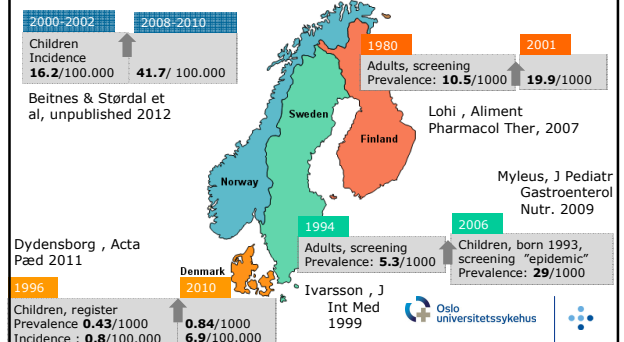 2000-2002
2008-2010
Children
Incidence
16.2/100.000
41.7/ 100.000
Beitnes & Størdal et
al, unpublished 2012
1980
2001
Adults, screening
Prevalence: 10.5/1000
19.9/1000
Lohi , Aliment
Pharmacol Ther, 2007
Sweden
Finland
Norway
Denmark
Myleus, J Pediatr
Gastroenterol
Nutr. 2009
1994
2006
Adults, screening
Prevalence: 5.3/1000
Children, born 1993,
screening "epidemic"
Prevalence: 29/1000
Ivarsson , J
Int Med
1999
Dydensborg , Acta
Pæd 2011
1996
2010
Children, register
Prevalence 0.43/1000
0.84/1000
Incidence : 0.8/100.000
6.9/100.000
Oslo
universitetssykehus